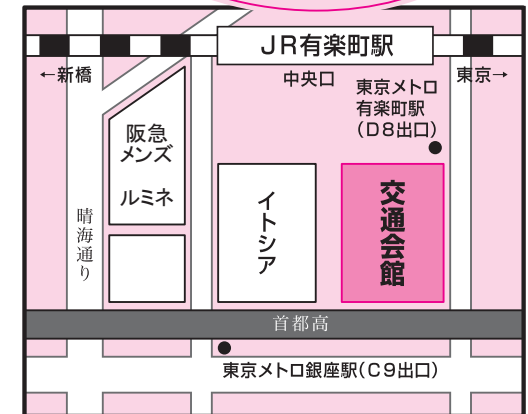 JR有楽町駅
←新橋
中央口
東京→
東京メトロ
有楽町駅
（D8出口）
阪急
メンズ
ルミネ
晴海通り
イトシア
交通会館
首都高
東京メトロ銀座駅（C9出口）